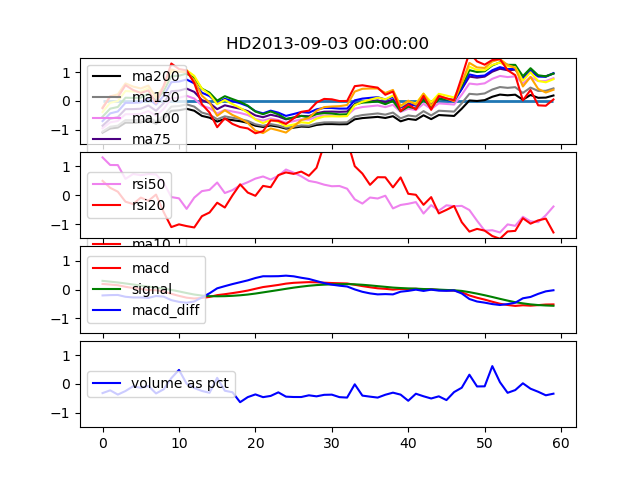 HD2013-09-03 00:00:00
1
0
−1
ma200
ma150
ma100
ma75
1
0
−1
rsi50
rsi20
ma10
1
0
−1
macd
signal
macd_diff
1
0
−1
volume as pct
0 10 20 30 40 50 60